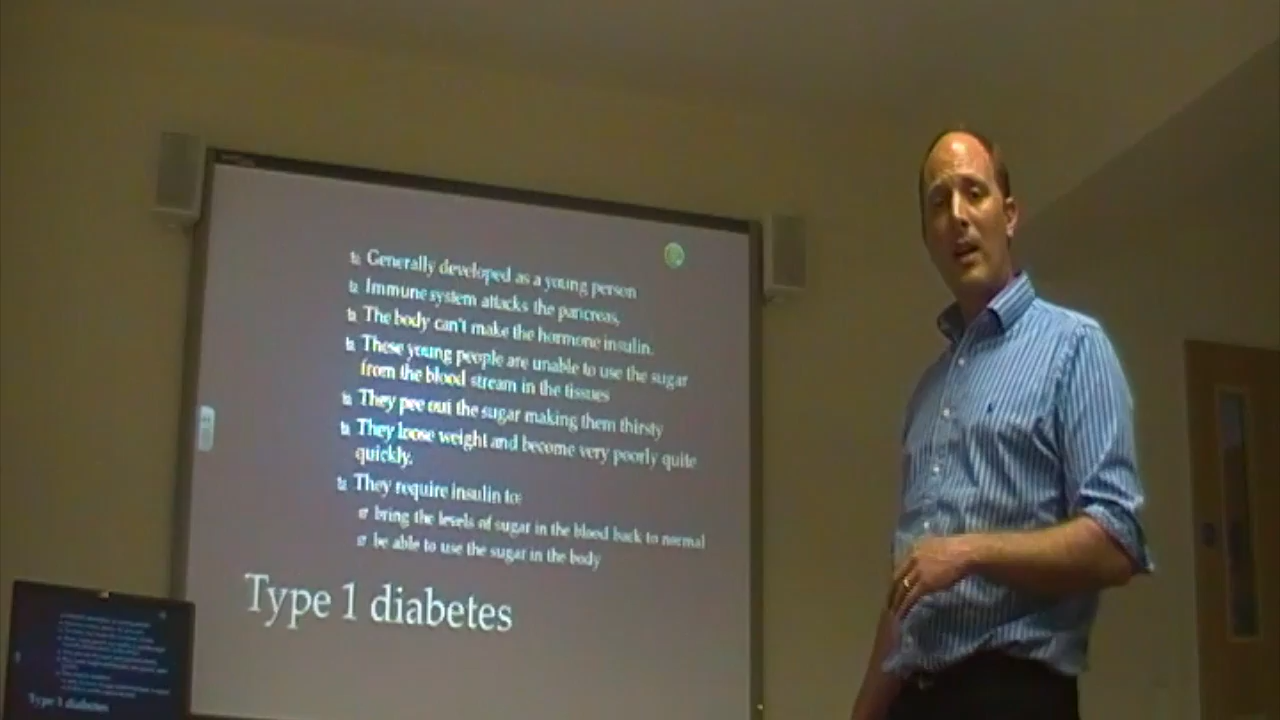 Generally developed as a young person
Immune system attacks the pancreas,
The body can't make the hormone insulin.
These young people are unable to use the sugar
from the blood stream in the tissues
They pee out the sugar making them thirsty
They loose weight and become very poorly quite
quickly.
They require insulin to:
bring the levels of sugar in the blood back to normal
be able to use the sugar in the body
Type 1 diabetes
Type 1 diabetes